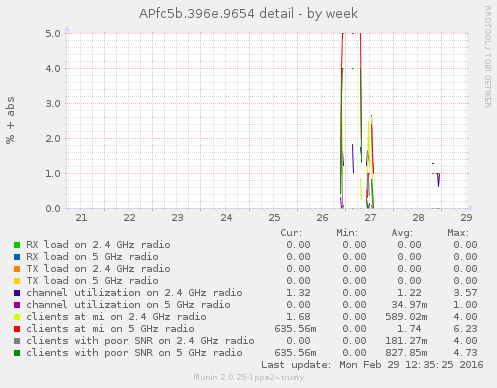 APfc5b.396e.9654 detail - by week
RRDTOOL / TOBI OETIKER
% + abs
5.0
4.0
3.0
2.0
1.0
0.0
21 22 23 24 25 26 27 28 29
Cur: Min: Avg: Max:
RX load on 2.4 GHz radio 0.00 0.00 0.00 0.00
RX load on 5 GHz radio 0.00 0.00 0.00 0.00
TX load on 2.4 GHz radio 0.00 0.00 0.00 0.00
TX load on 5 GHz radio 0.00 0.00 0.00 0.00
channel utilization on 2.4 GHz radio 1.32 0.00 1.22 3.57
channel utilization on 5 GHz radio 0.00 0.00 34.97m 1.00
clients at mi on 2.4 GHz radio 1.68 0.00 589.02m 4.00
clients at mi on 5 GHz radio 635.56m 0.00 1.74 6.23
clients with poor SNR on 2.4 GHz radio 0.00 0.00 181.27m 4.00
clients with poor SNR on 5 GHz radio 635.56m 0.00 827.85m 4.73
Last update: Mon Feb 29 12:35:25 2016
Munin 2.0.25-1ppa2~trusty